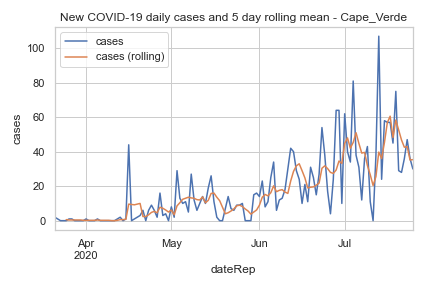 New COVID-19 daily cases and 5 day rolling mean - Cape_Verde
cases
cases (rolling)
100
80
60
40
20
0
cases
Apr
2020
May
Jun
Jul
dateRep